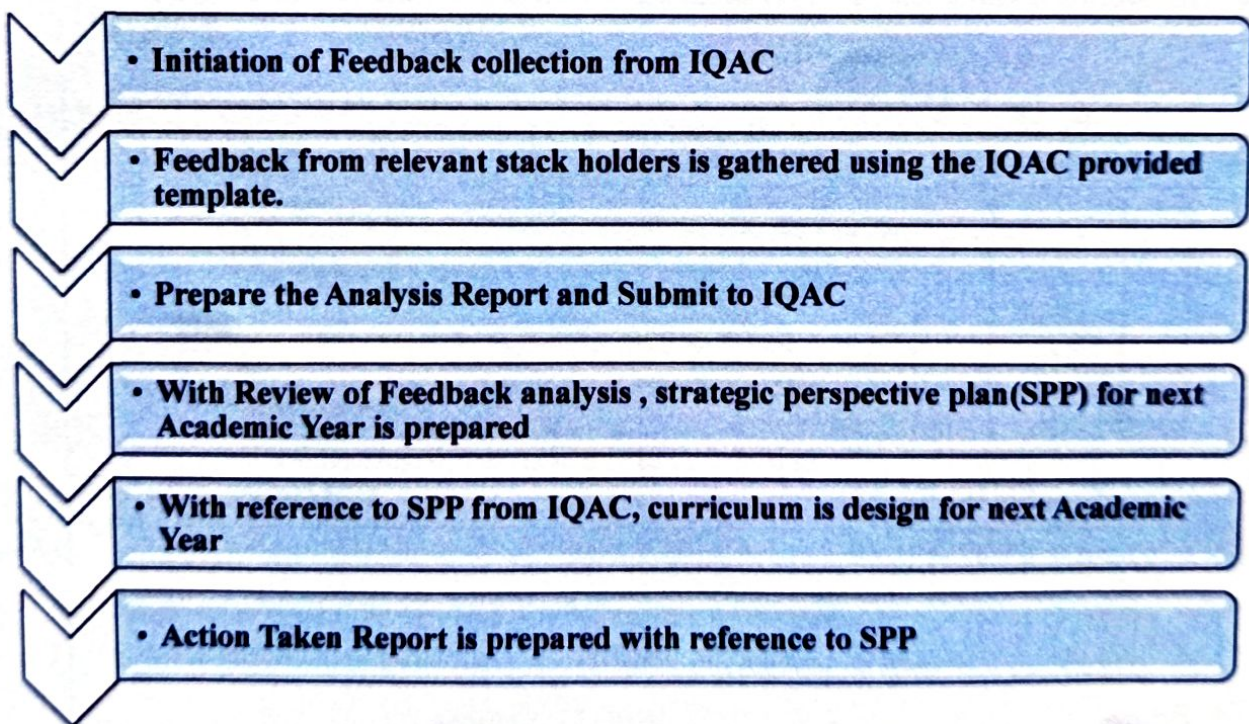 • Initiation of Feedback collection from IQAC
• Feedback from relevant stack holders is gathered using the IQAC provided
template.
• Prepare the Analysis Report and Submit to IQAC
• With Review of Feedback analysis , strategic perspective plan(SPP) for next
Academic Year is prepared
• With reference to SPP from IQAC, curriculum is design for next Academic
Year
• Action Taken Report is prepared with reference to SPP